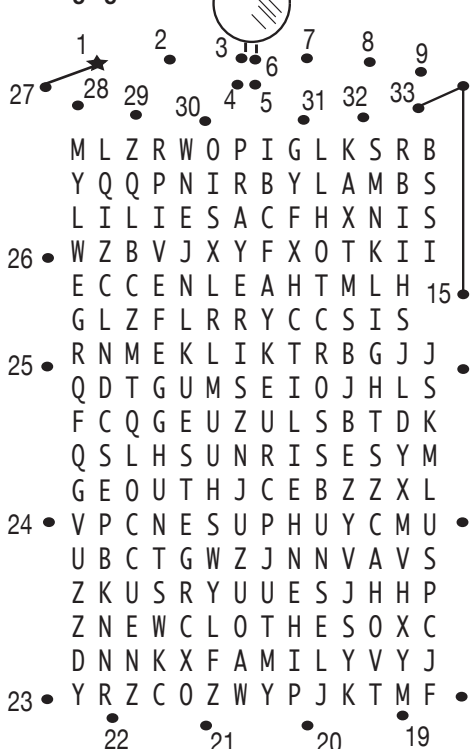 1 2 3 6 7 8 9
27 28 29 30 4 5 31 32 33
M L Z R W O P I G L K S R B
Y Q Q P N I R B Y L A M B S
L I L I E S A C F H X N I S
26 W Z B V J X Y F X O T K I I
E C C E N L E A H T M L H 15
G L Z F L R R Y C C S I S
25 R N M E K L I K T R B G J J
Q D T G U M S E I O J H L S
F C Q G E U Z U L S B T D K
Q S L H S U N R I S E S Y M
G E O U T H J C E B Z Z X L
24 V P C N E S U P H U Y C M U
U B C T G W Z J N N V A V S
Z K U S R Y U U E S J H H P
Z N E W C L O T H E S O X C
D N N K X F A M I L Y V Y J
23 Y R Z C O Z W Y P J K T M F
22 21 20 19